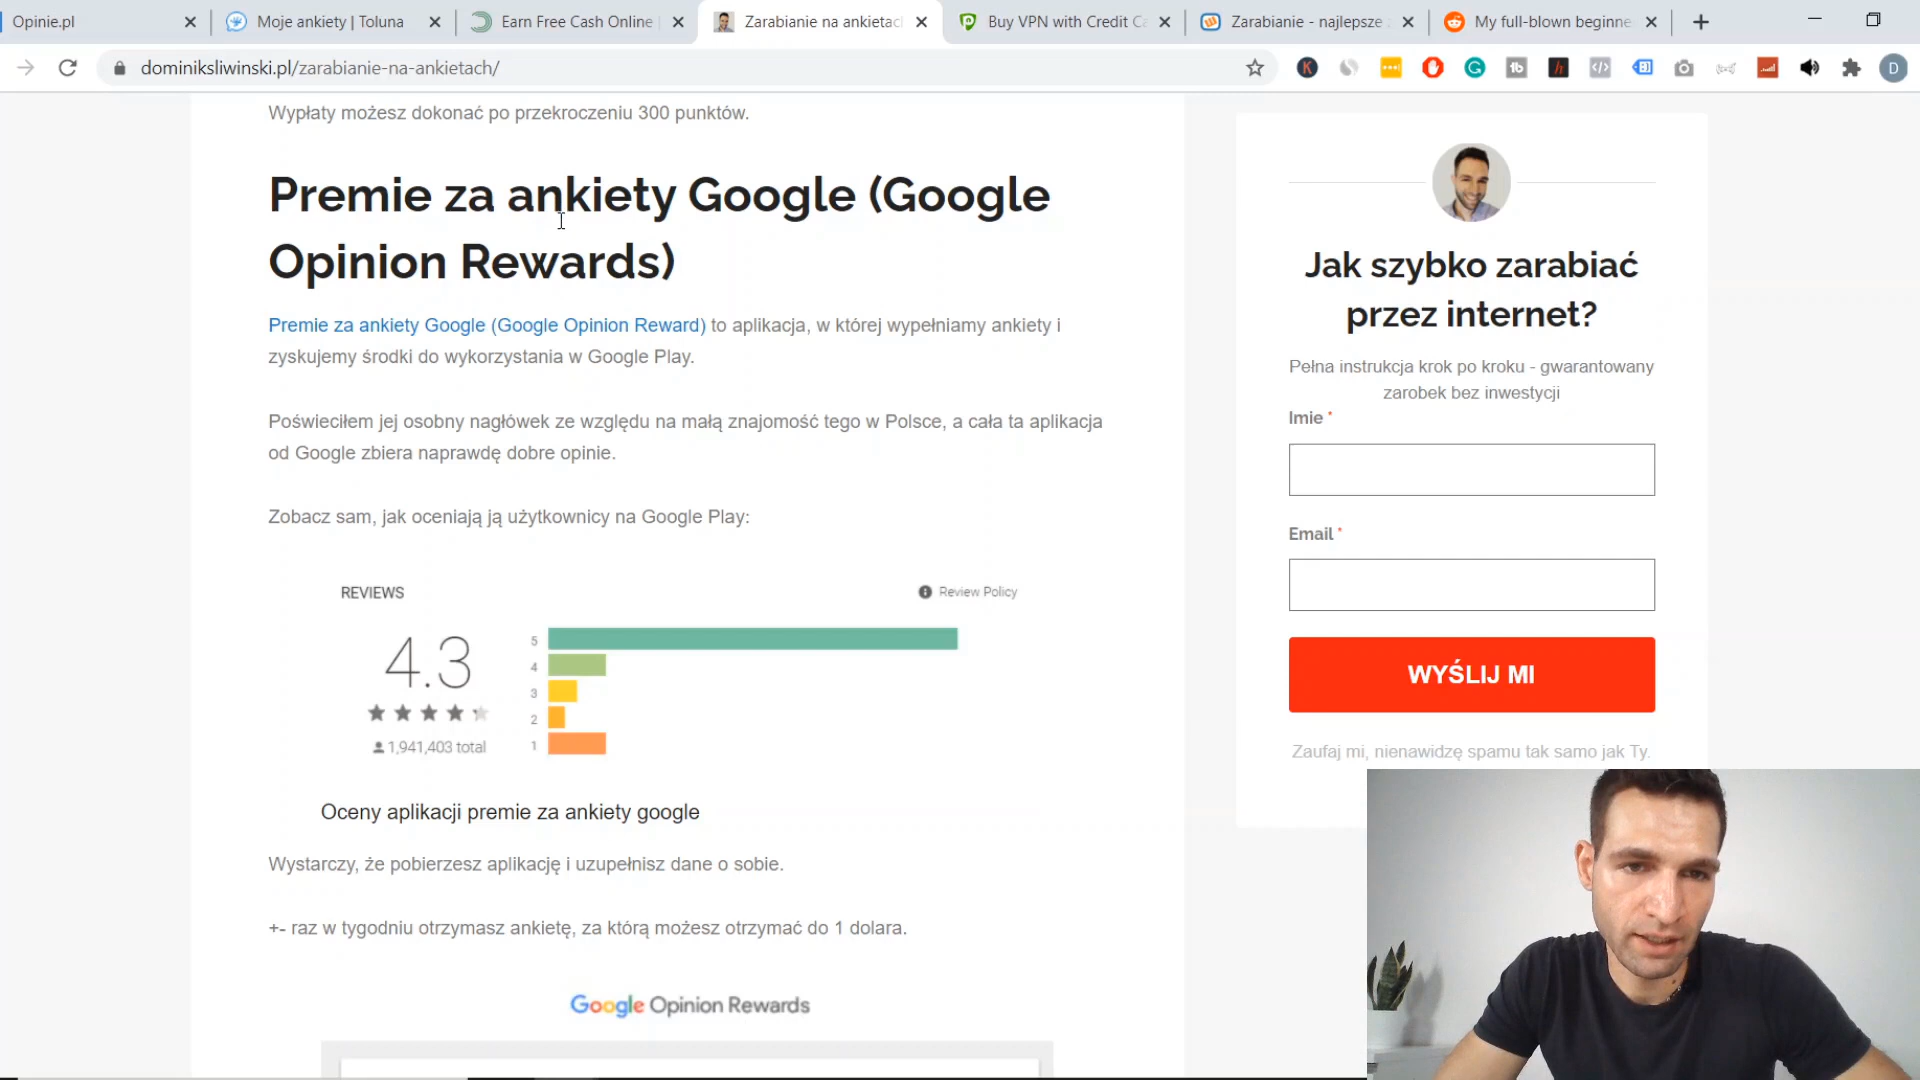 Opinie.pl
Moje ankiety | Toluna
Earn Free Cash Online |
Zarabianie na ankietach
Buy VPN with Credit Ca
Zarabianie - najlepsze
My full-blown beginne
dominiksliwinski.pl/zarabianie-na-ankietach/
D
Wypłaty możesz dokonać po przekroczeniu 300 punktów.
Premie za ankiety Google (Google
Opinion Rewards)
Premie za ankiety Google (Google Opinion Reward) to aplikacja, w której wypełniamy ankiety i
zyskujemy środki do wykorzystania w Google Play.
Poświeciłem jej osobny nagłówek ze względu na małą znajomość tego w Polsce, a cała ta aplikacja
od Google zbiera naprawdę dobre opinie.
Zobacz sam, jak oceniają ją użytkownicy na Google Play:
REVIEWS
Review Policy
4.3
1,941,403 total
5
4
3
2
1
Oceny aplikacji premie za ankiety google
Wystarczy, że pobierzesz aplikację i uzupełnisz dane o sobie.
+- raz w tygodniu otrzymasz ankietę, za którą możesz otrzymać do 1 dolara.
Google Opinion Rewards
Jak szybko zarabiać
przez internet?
Pełna instrukcja krok po kroku - gwarantowany
zarobek bez inwestycji
Imie *
Email *
WYŚLIJ MI
Zaufaj mi, nienawidzę spamu tak samo jak Ty.